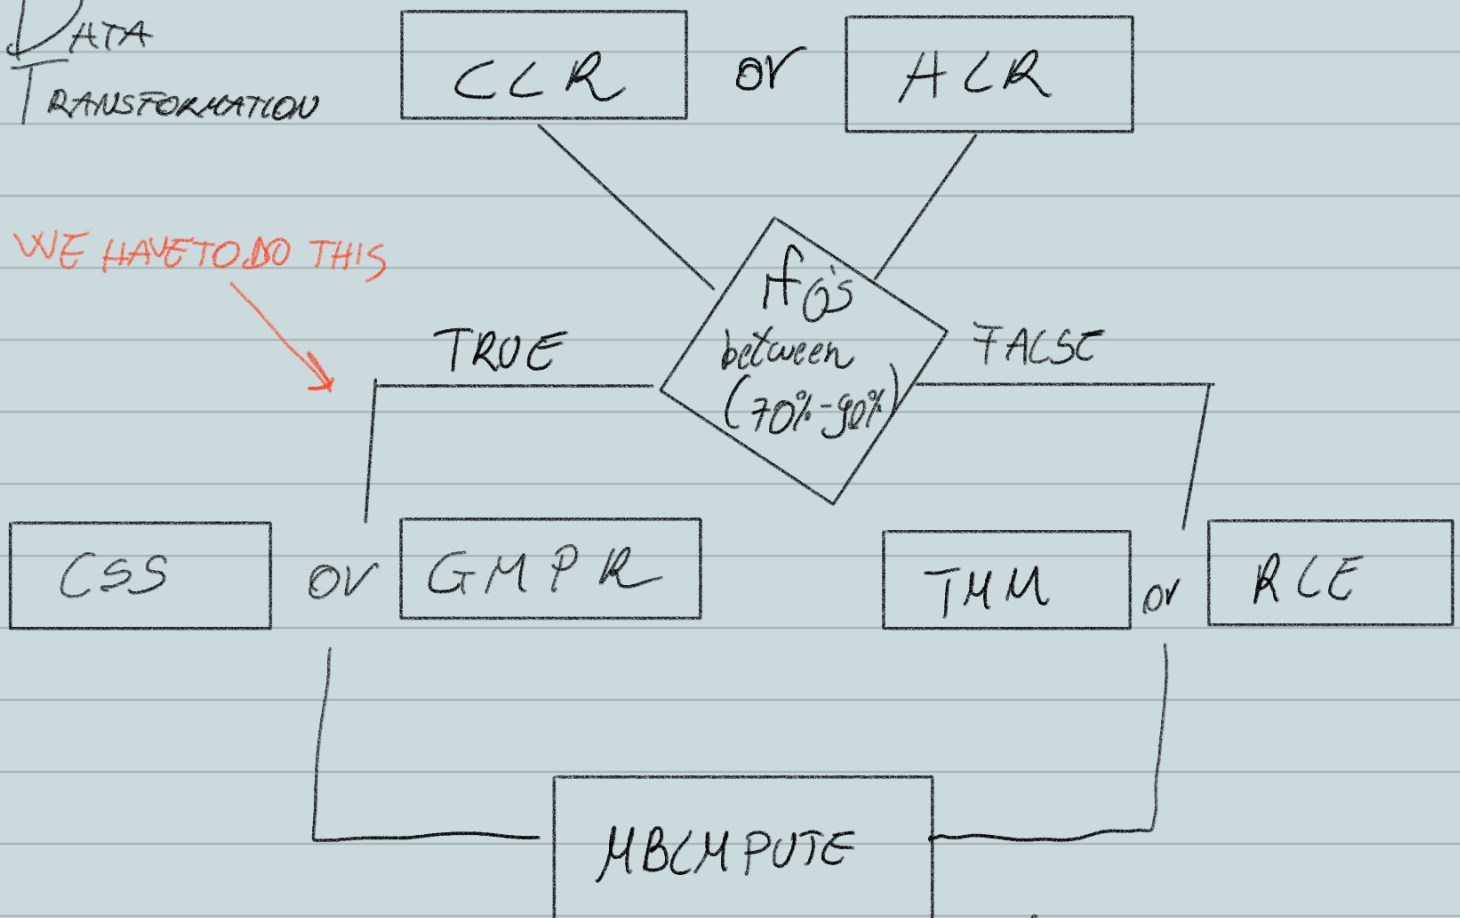 DATA
TRANSFORMATION
CLR or ALR
WE HAVE TO DO THIS
if 0's
between
(70%-90%)
TRUE
FALSE
CSS or GMPR
TMM or RLE
MBIMPUTE